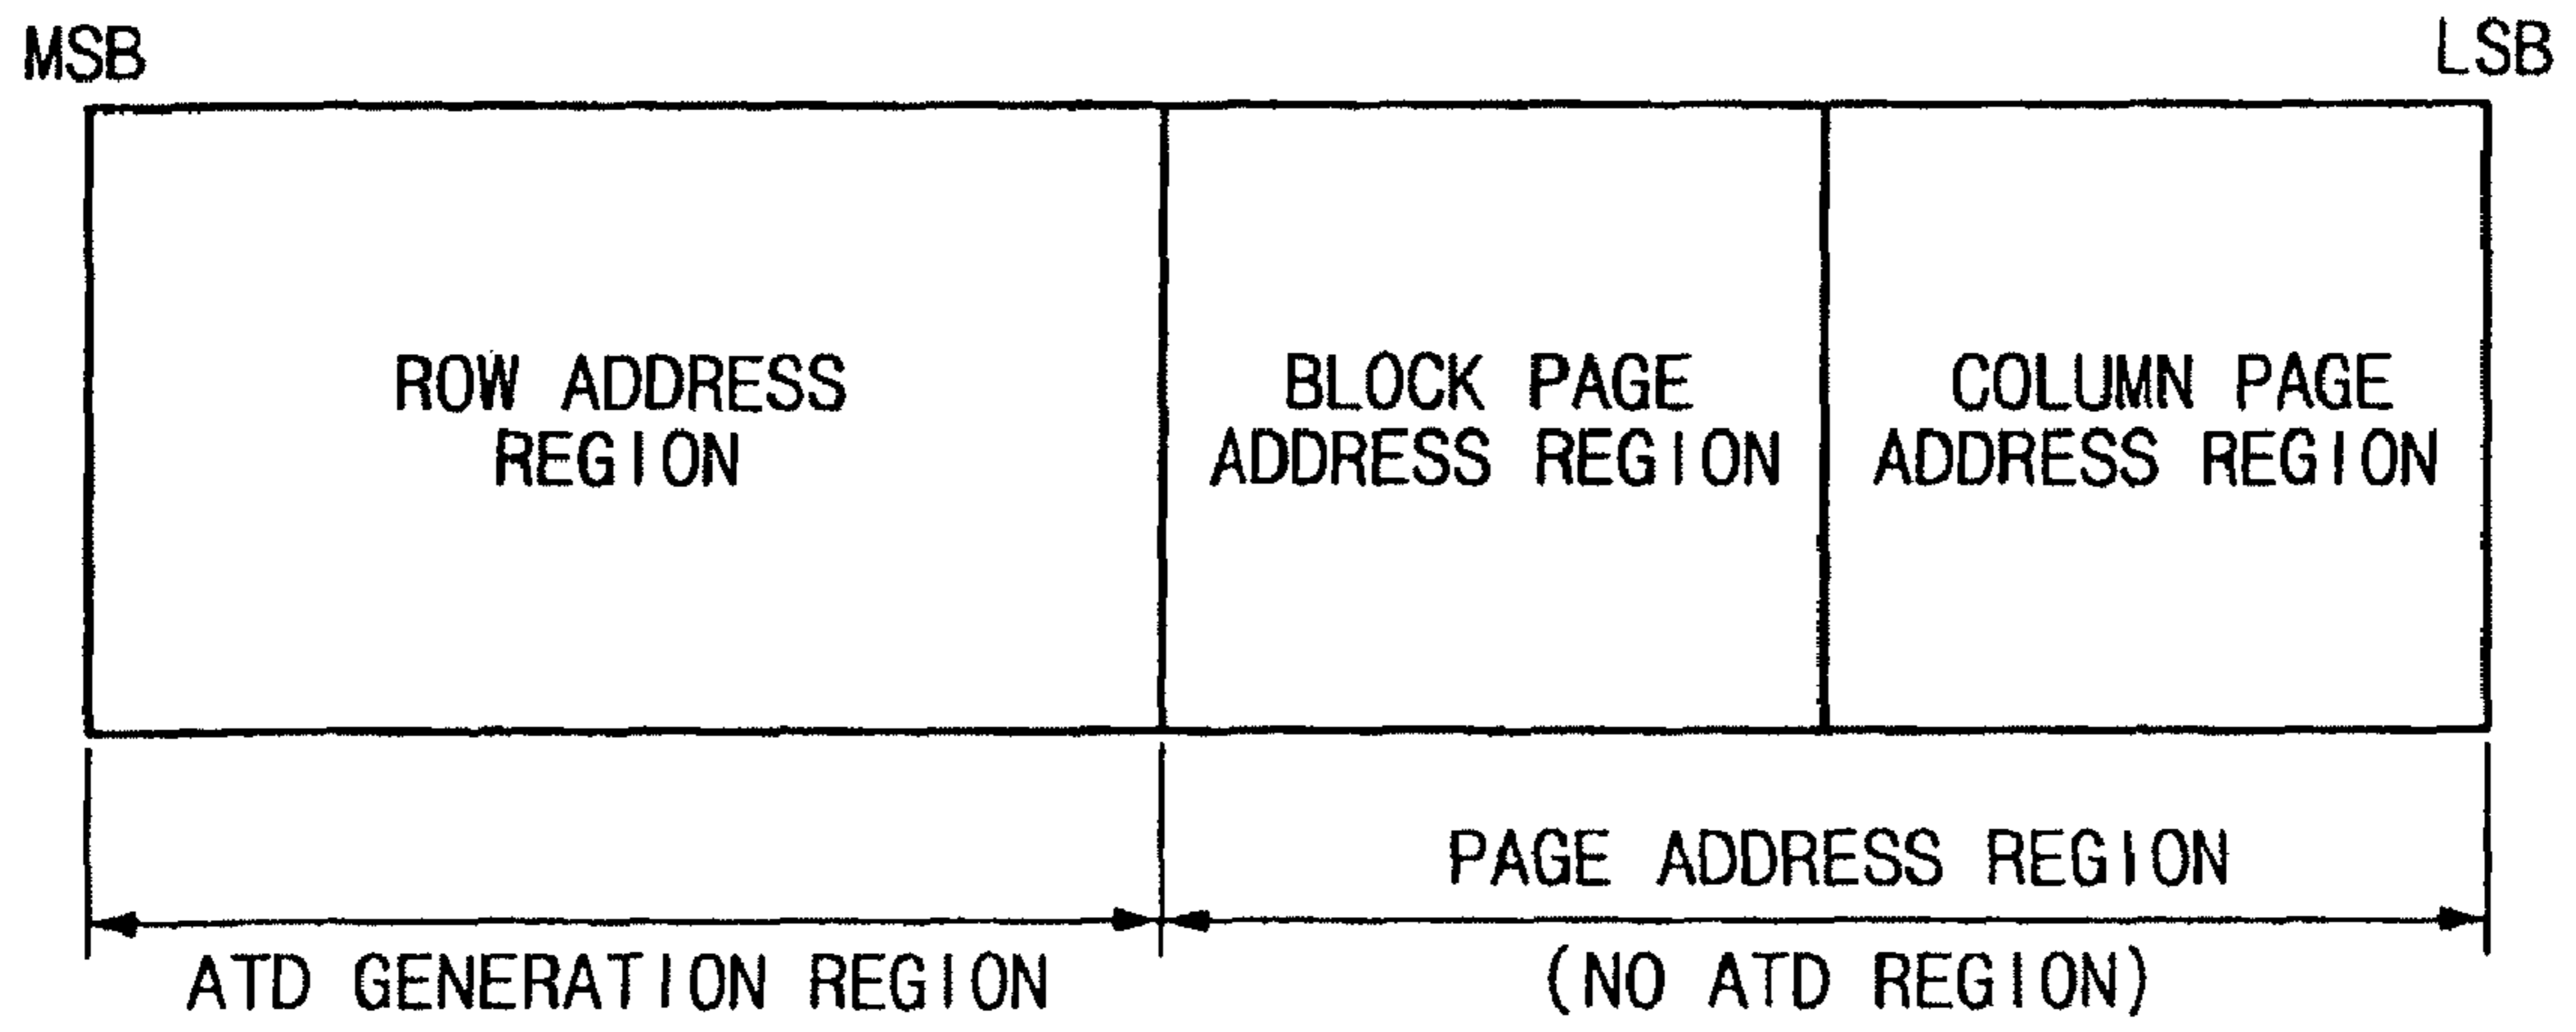 MSB
LSB
ROW ADDRESS
REGION
BLOCK PAGE
ADDRESS REGION
COLUMN PAGE
ADDRESS REGION
PAGE ADDRESS REGION
ATD GENERATION REGION
(NO ATD REGION)